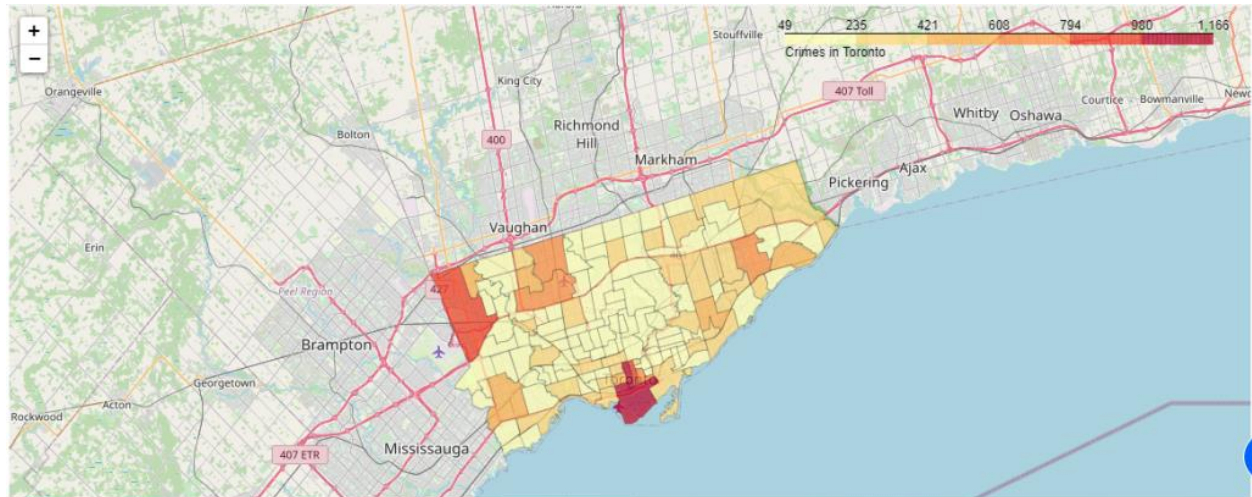 +
−
49 235 421 608 794 980 1,166
Crimes in Toronto
Stouffville
Orangeville
King City
407 Toll
Courtice
Bowmanville
Whitby
Oshawa
Bolton
400
Richmond
Hill
Markham
Ajax
Pickering
Vaughan
Erin
Peel Region
427
401
Brampton
Georgetown
Toronto
Acton
Rockwood
Mississauga
407 ETR